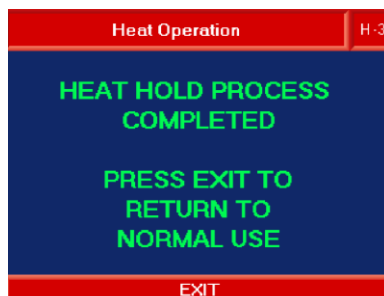 Heat Operation H-3
HEAT HOLD PROCESS
COMPLETED
PRESS EXIT TO
RETURN TO
NORMAL USE
EXIT